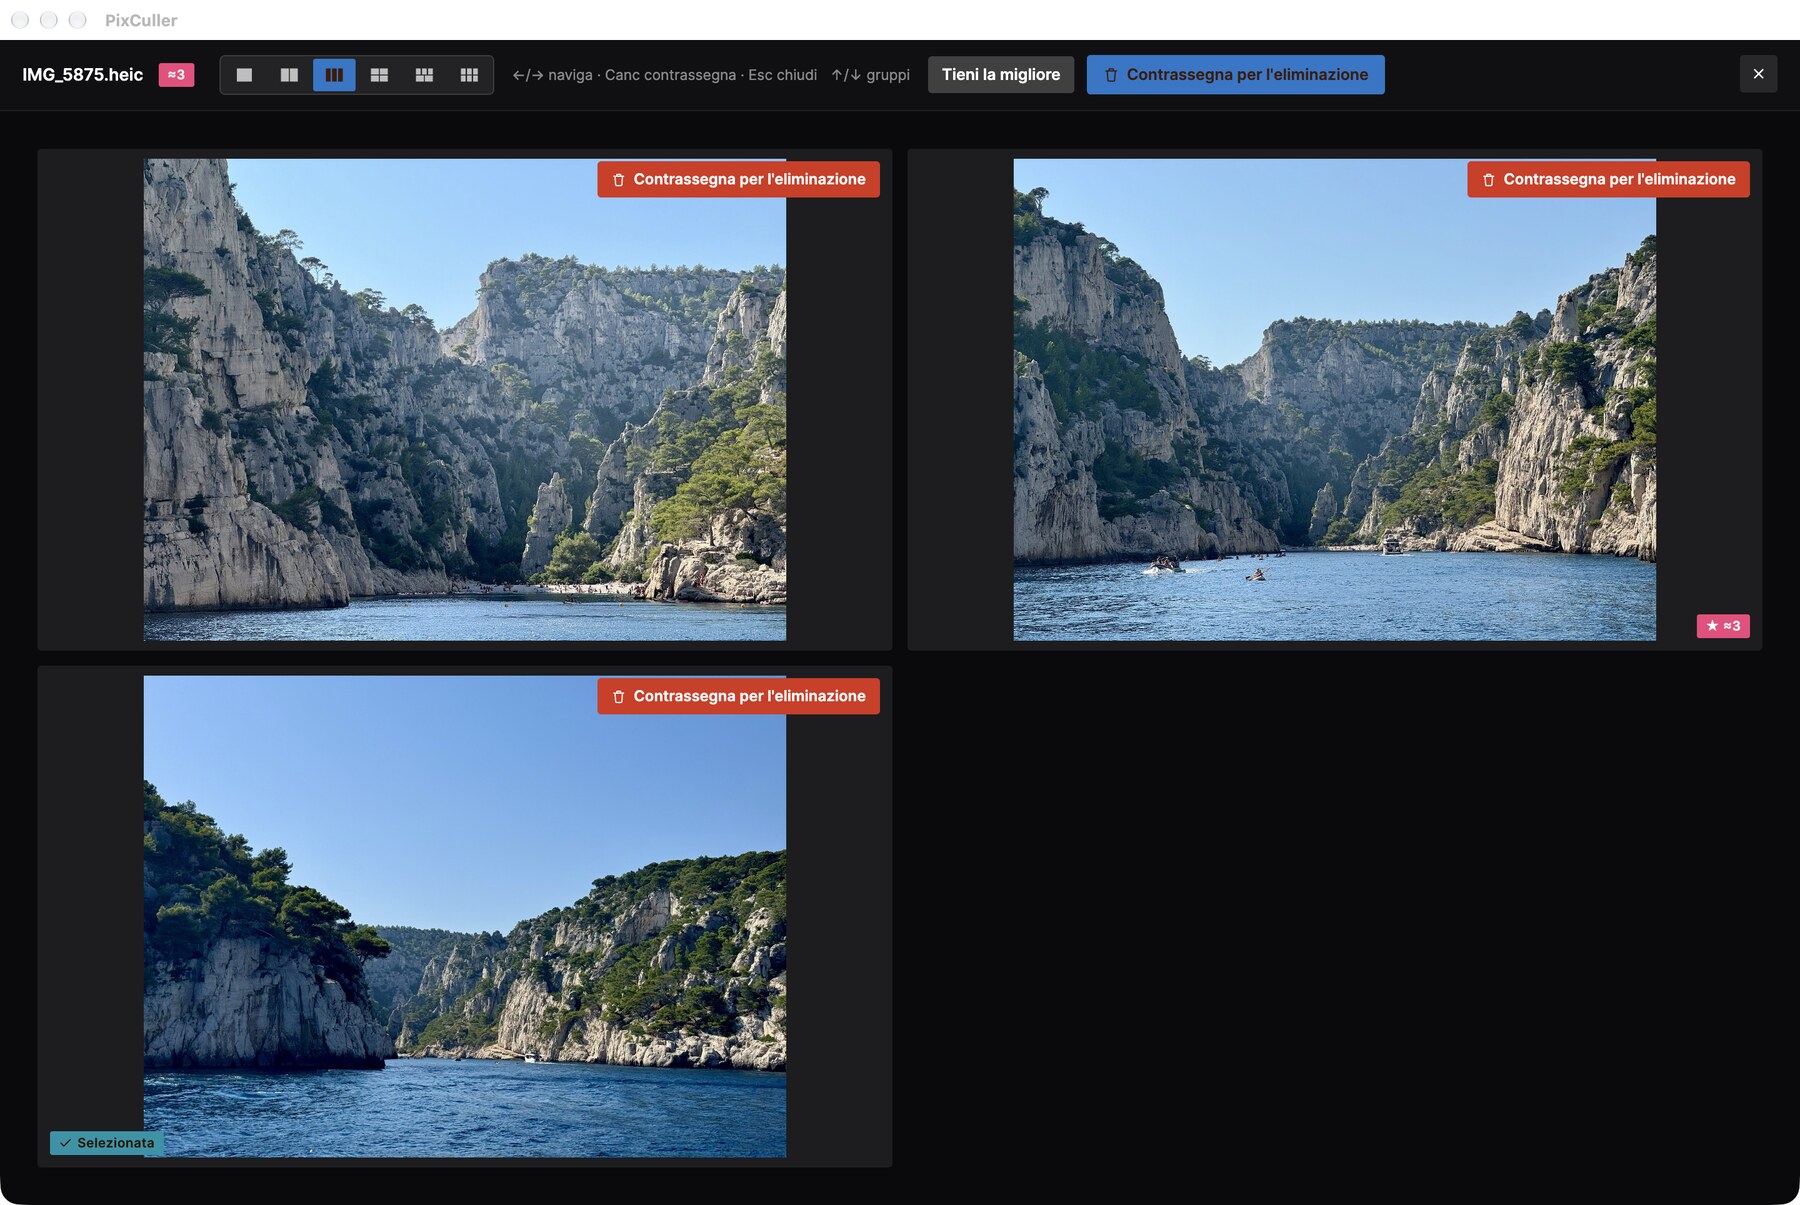 PixCuller
IMG_5875.heic ≈3 ←/→ naviga · Canc contrassegna · Esc chiudi ↑/↓ gruppi Tieni la migliore Contrassegna per l'eliminazione ×
Contrassegna per l'eliminazione
Contrassegna per l'eliminazione
★ ≈3
Contrassegna per l'eliminazione
✓ Selezionata